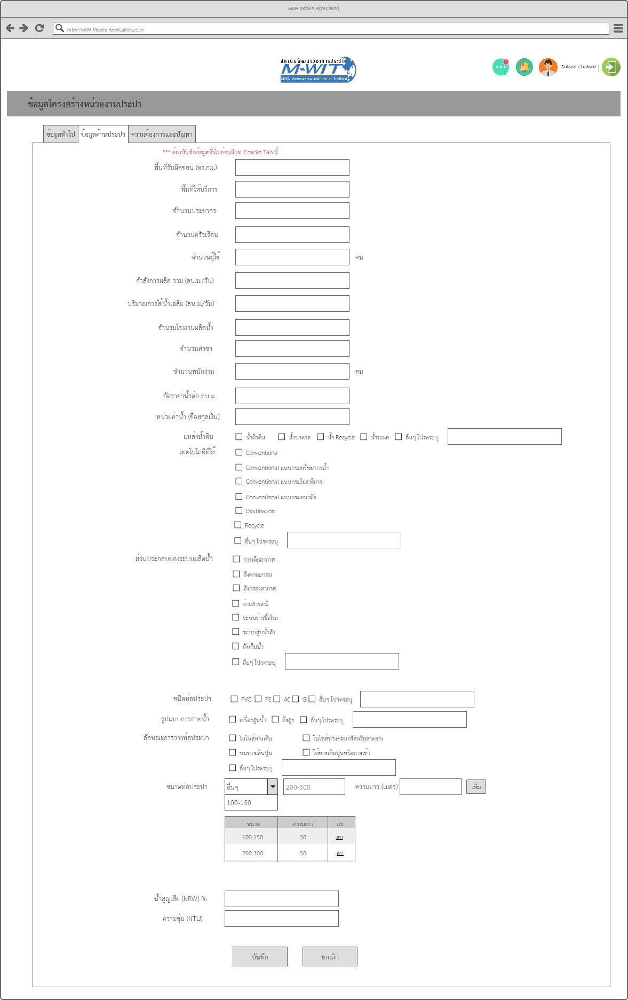 MWA Mobile Application
http://MWA Mobile Application.co.th
สถาบันพัฒนาวิชาการประปา
M-WIT
MWA Waterworks Institute of Thailand
1
3
Suksan chaiwon |
ข้อมูลโครงสร้างหน่วยงานประปา
ข้อมูลทั่วไป ข้อมูลด้านประปา ความต้องการและปัญหา
*** ต้องบันทึกข้อมูลทั่วไปก่อนจึงจะ Enable Tab นี้
พื้นที่รับผิดชอบ (ตร.กม.)
พื้นที่ให้บริการ
จำนวนประชากร
จำนวนครัวเรือน
จำนวนผู้ใช้ คน
กำลังการผลิต รวม (ลบ.ม./วัน)
ปริมาณการใช้น้ำเฉลี่ย (ลบ.ม./วัน)
จำนวนโรงงานผลิตน้ำ
จำนวนสาขา
จำนวนพนักงาน คน
อัตราค่าน้ำต่อ ลบ.ม.
หน่วยค่าน้ำ (ชื่อสกุลเงิน)
แหล่งน้ำดิบ น้ำผิวดิน น้ำบาดาล น้ำ Recycle น้ำทะเล อื่นๆ โปรดระบุ
เทคโนโลยีที่ใช้ Conventional
Conventional แบบกรมทรัพยากรน้ำ
Conventional แบบกรมโยธาธิการ
Conventional แบบกรมอนามัย
Destination
Recycle
อื่นๆ โปรดระบุ
ส่วนประกอบของระบบผลิตน้ำ การเติมอากาศ
ถังตกตะกอน
ถังกรองอากาศ
จ่ายสารเคมี
ระบบฆ่าเชื้อโรค
ระบบสูบน้ำถัง
ถังเก็บน้ำ
อื่นๆ โปรดระบุ
ชนิดท่อประปา PVC PE AC GI อื่นๆ โปรดระบุ
รูปแบบการจ่ายน้ำ เครื่องสูบน้ำ ถังสูง อื่นๆ โปรดระบุ
ลักษณะการวางท่อประปา ในไหล่ทางเดิน ในไหล่ทางคอนกรีตหรือลาดยาง
บนทางเดินปูน ใต้ทางเดินปูนหรือทางเท้า
อื่นๆ โปรดระบุ
ขนาดท่อประปา อื่นๆ 200-300 ความยาว (เมตร) เพิ่ม
100-150
ขนาด ความยาว ลบ
100 150 30 ลบ
200 300 50 ลบ
น้ำสูญเสีย (NRW) %
ความขุ่น (NTU)
บันทึก ยกเลิก